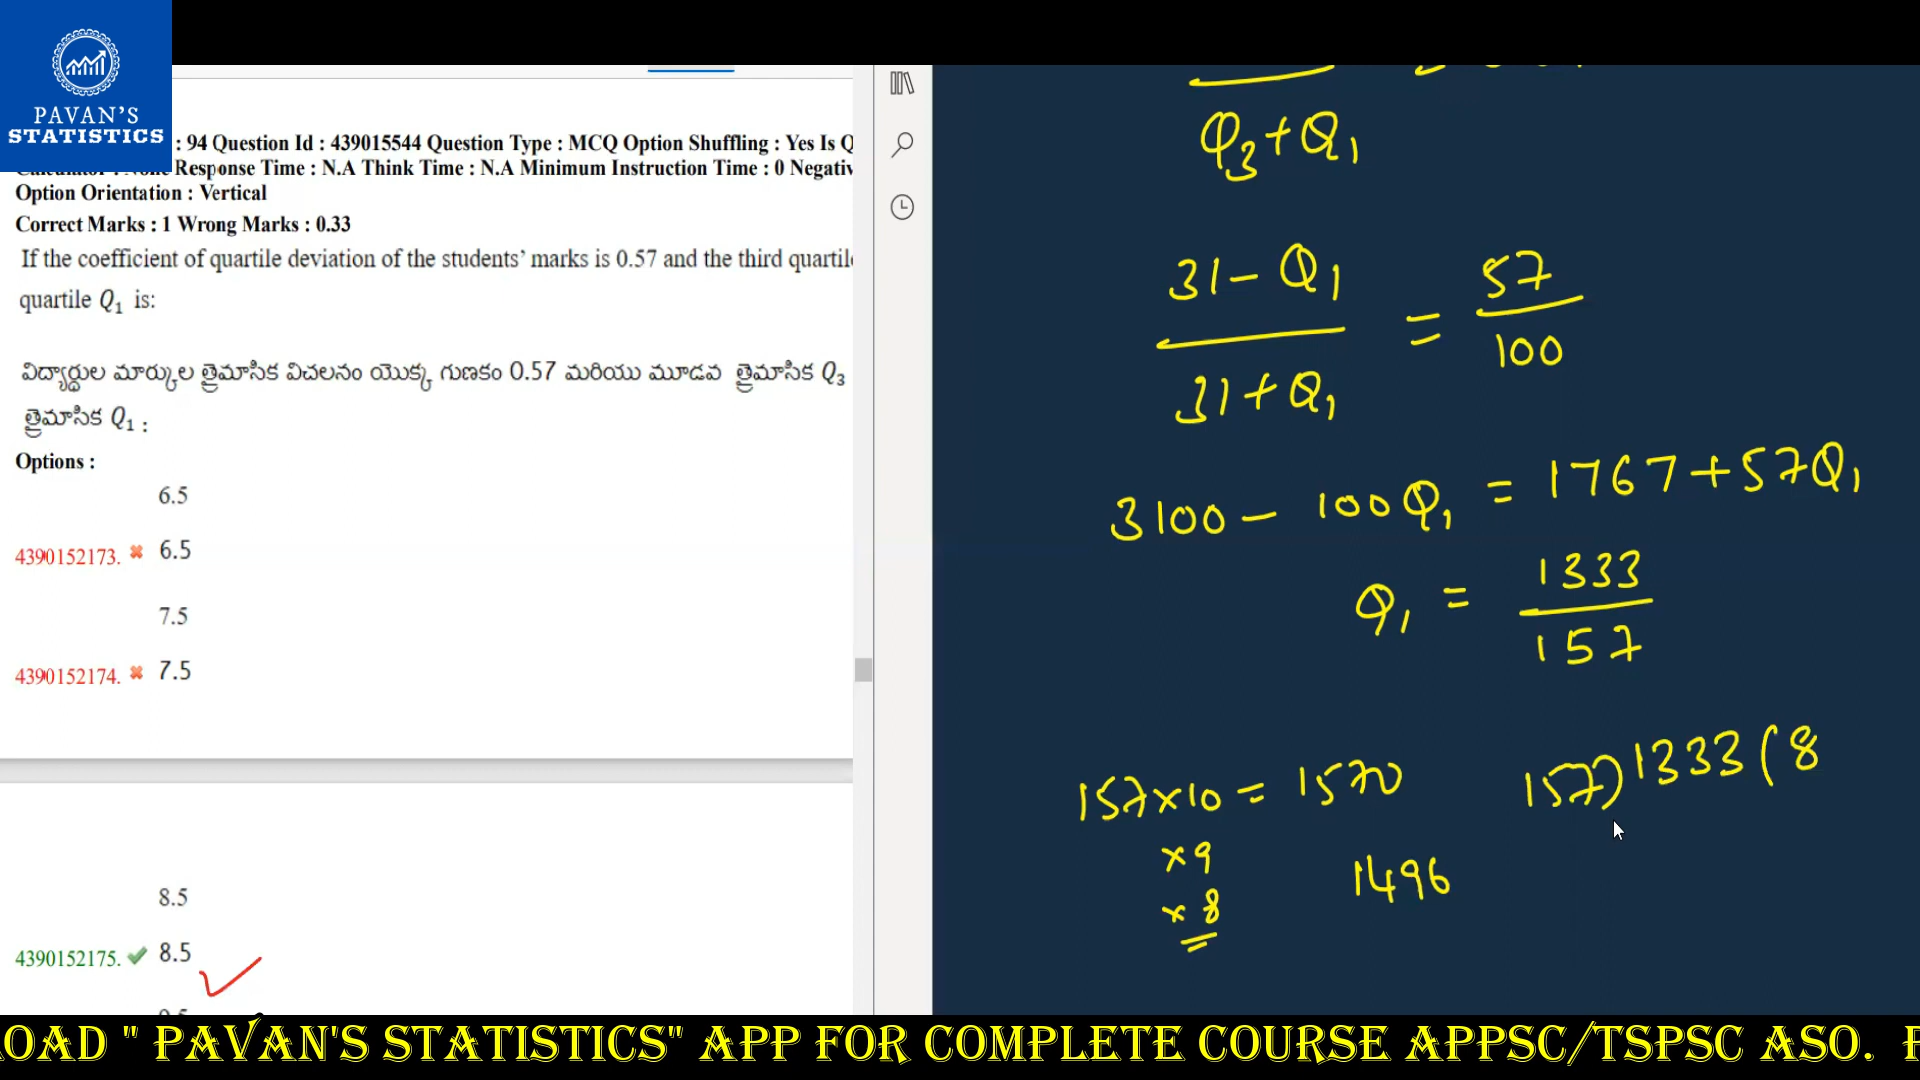 PAVAN'S
STATISTICS
: 94 Question Id : 439015544 Question Type : MCQ Option Shuffling : Yes Is Q
Response Time : N.A Think Time : N.A Minimum Instruction Time : 0 Negativ
Option Orientation : Vertical
Correct Marks : 1 Wrong Marks : 0.33
If the coefficient of quartile deviation of the students' marks is 0.57 and the third quartile
quartile Q₁ is:
విద్యార్థుల మార్కుల త్రైమాసిక విచలనం యొక్క గుణకం 0.57 మరియు మూడవ త్రైమాసిక Q₃
త్రైమాసిక Q₁ :
Options :
6.5
4390152173. ✖ 6.5
7.5
4390152174. ✖ 7.5
8.5
4390152175. ✔ 8.5
Q₃+Q₁
31-Q₁
31+Q₁
=
57
100
3100 - 100Q₁ = 1767+57Q₁
Q₁ =
1333
157
157×10 = 1570
×9
×8
1496
157)1333(8
OAD " PAVAN'S STATISTICS" APP FOR COMPLETE COURSE APPSC/TSPSC ASO.